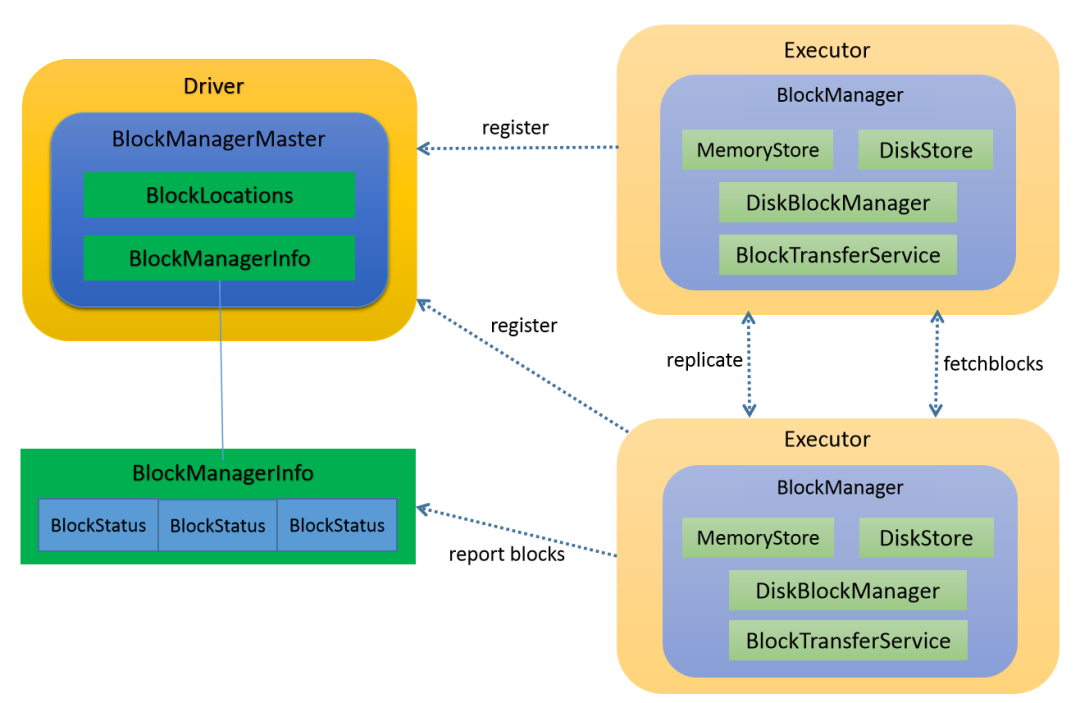 Driver
BlockManagerMaster
BlockLocations
BlockManagerInfo
register
Executor
BlockManager
MemoryStore
DiskStore
DiskBlockManager
BlockTransferService
register
replicate
fetchblocks
BlockManagerInfo
BlockStatus
BlockStatus
BlockStatus
report blocks
Executor
BlockManager
MemoryStore
DiskStore
DiskBlockManager
BlockTransferService